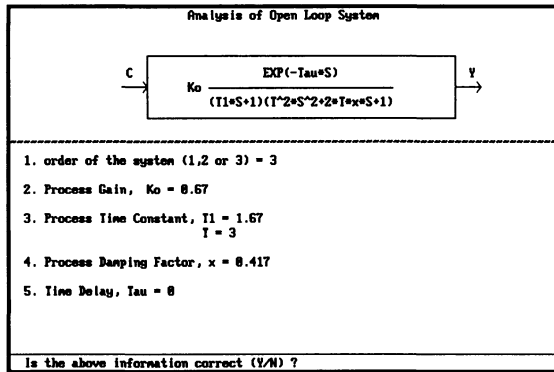 Analysis of Open Loop System
C
EXP(-Tau*S)
Y
Ko
(T1*S+1)(T^2*S^2+2*T*x*S+1)
1. order of the system (1,2 or 3) = 3
2. Process Gain, Ko = 0.67
3. Process Time Constant, T1 = 1.67
T = 3
4. Process Damping Factor, x = 0.417
5. Time Delay, Tau = 0
Is the above information correct (Y/N) ?